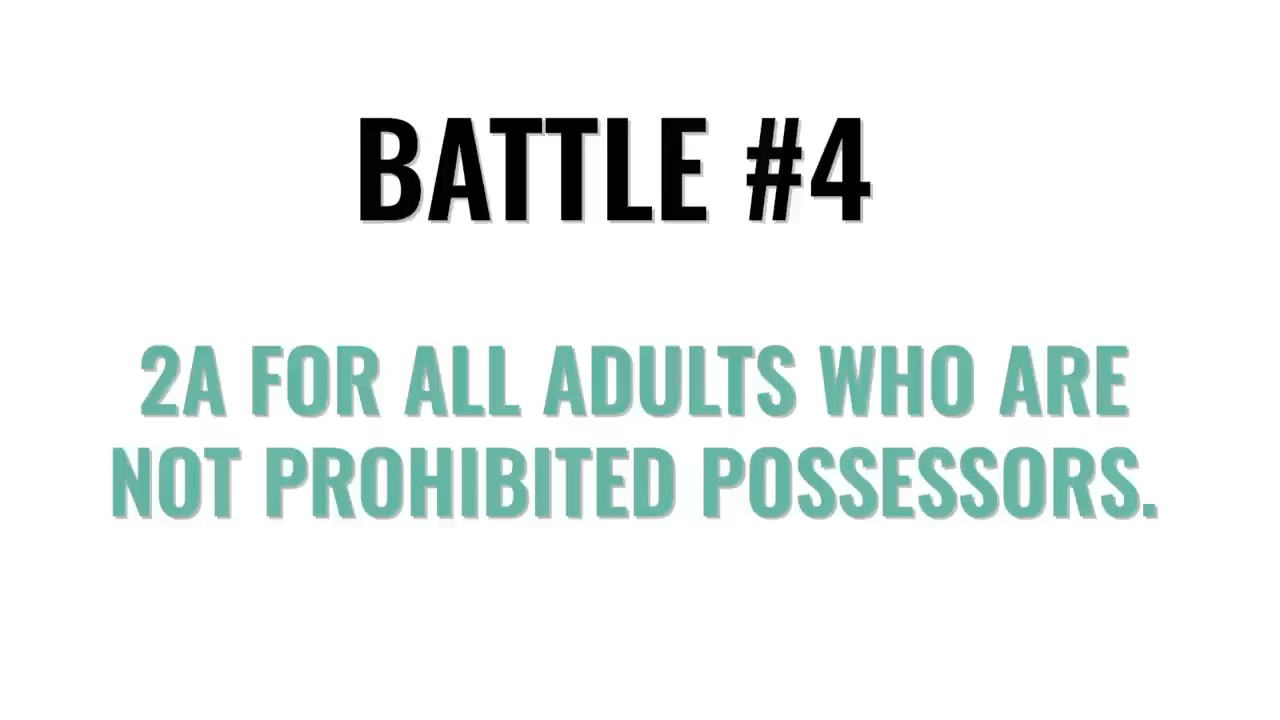 BATTLE #4
2A FOR ALL ADULTS WHO ARE
NOT PROHIBITED POSSESSORS.